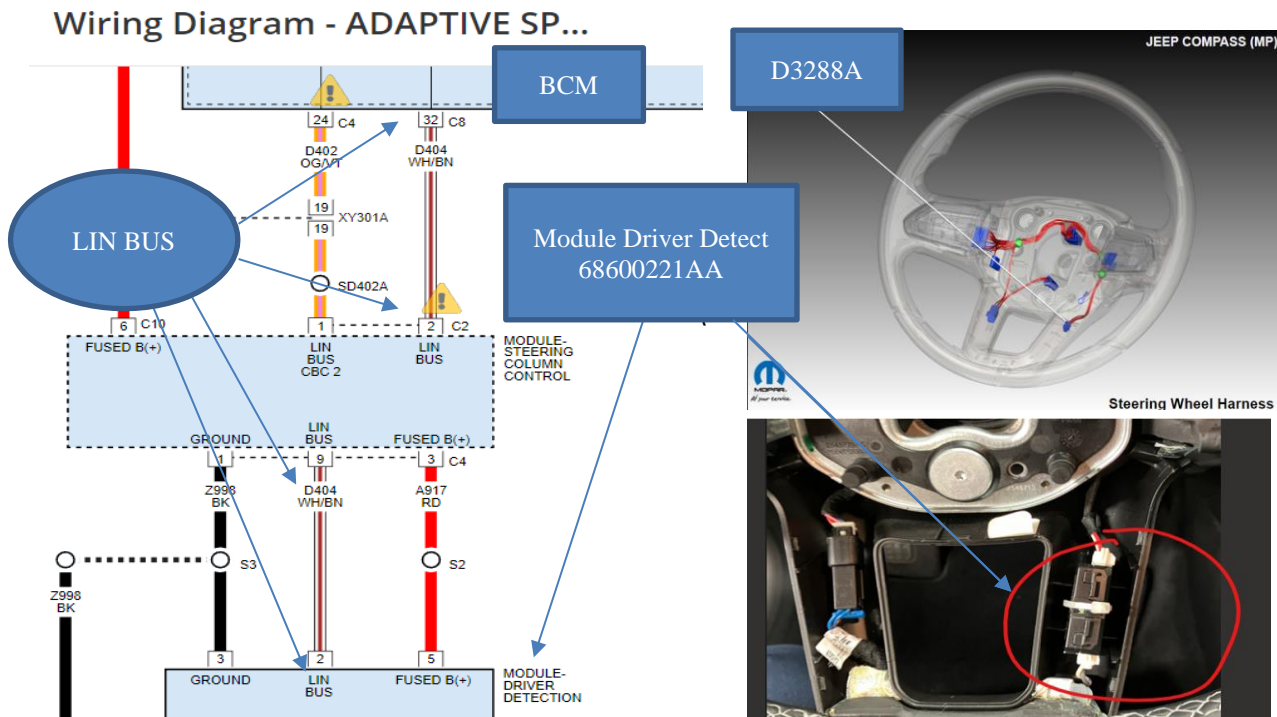 Wiring Diagram - ADAPTIVE SP...
BCM
24 C4
32 C8
D402
OG/VT
D404
WH/BN
19
XY301A
19
SD402A
LIN BUS
6 C10
1
2 C2
FUSED B(+)
LIN
BUS
CBC 2
LIN
BUS
MODULE-
STEERING
COLUMN
CONTROL
GROUND
LIN
BUS
FUSED B(+)
1
9
3 C4
Z998
BK
D404
WH/BN
A917
RD
S3
S2
Z998
BK
3
2
5
GROUND
LIN
BUS
FUSED B(+)
MODULE-
DRIVER
DETECTION
Module Driver Detect
68600221AA
D3288A
JEEP COMPASS (MP)
MOPAR
Steering Wheel Harness